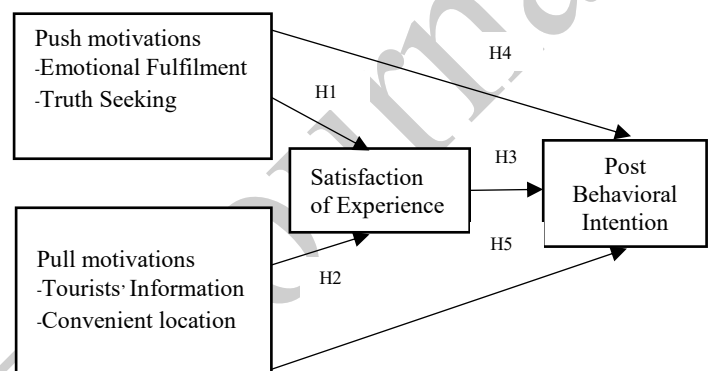 Push motivations
-Emotional Fulfilment
-Truth Seeking
H4
H1
H3
Satisfaction
of Experience
Post
Behavioral
Intention
H5
Pull motivations
-Tourists' Information
-Convenient location
H2